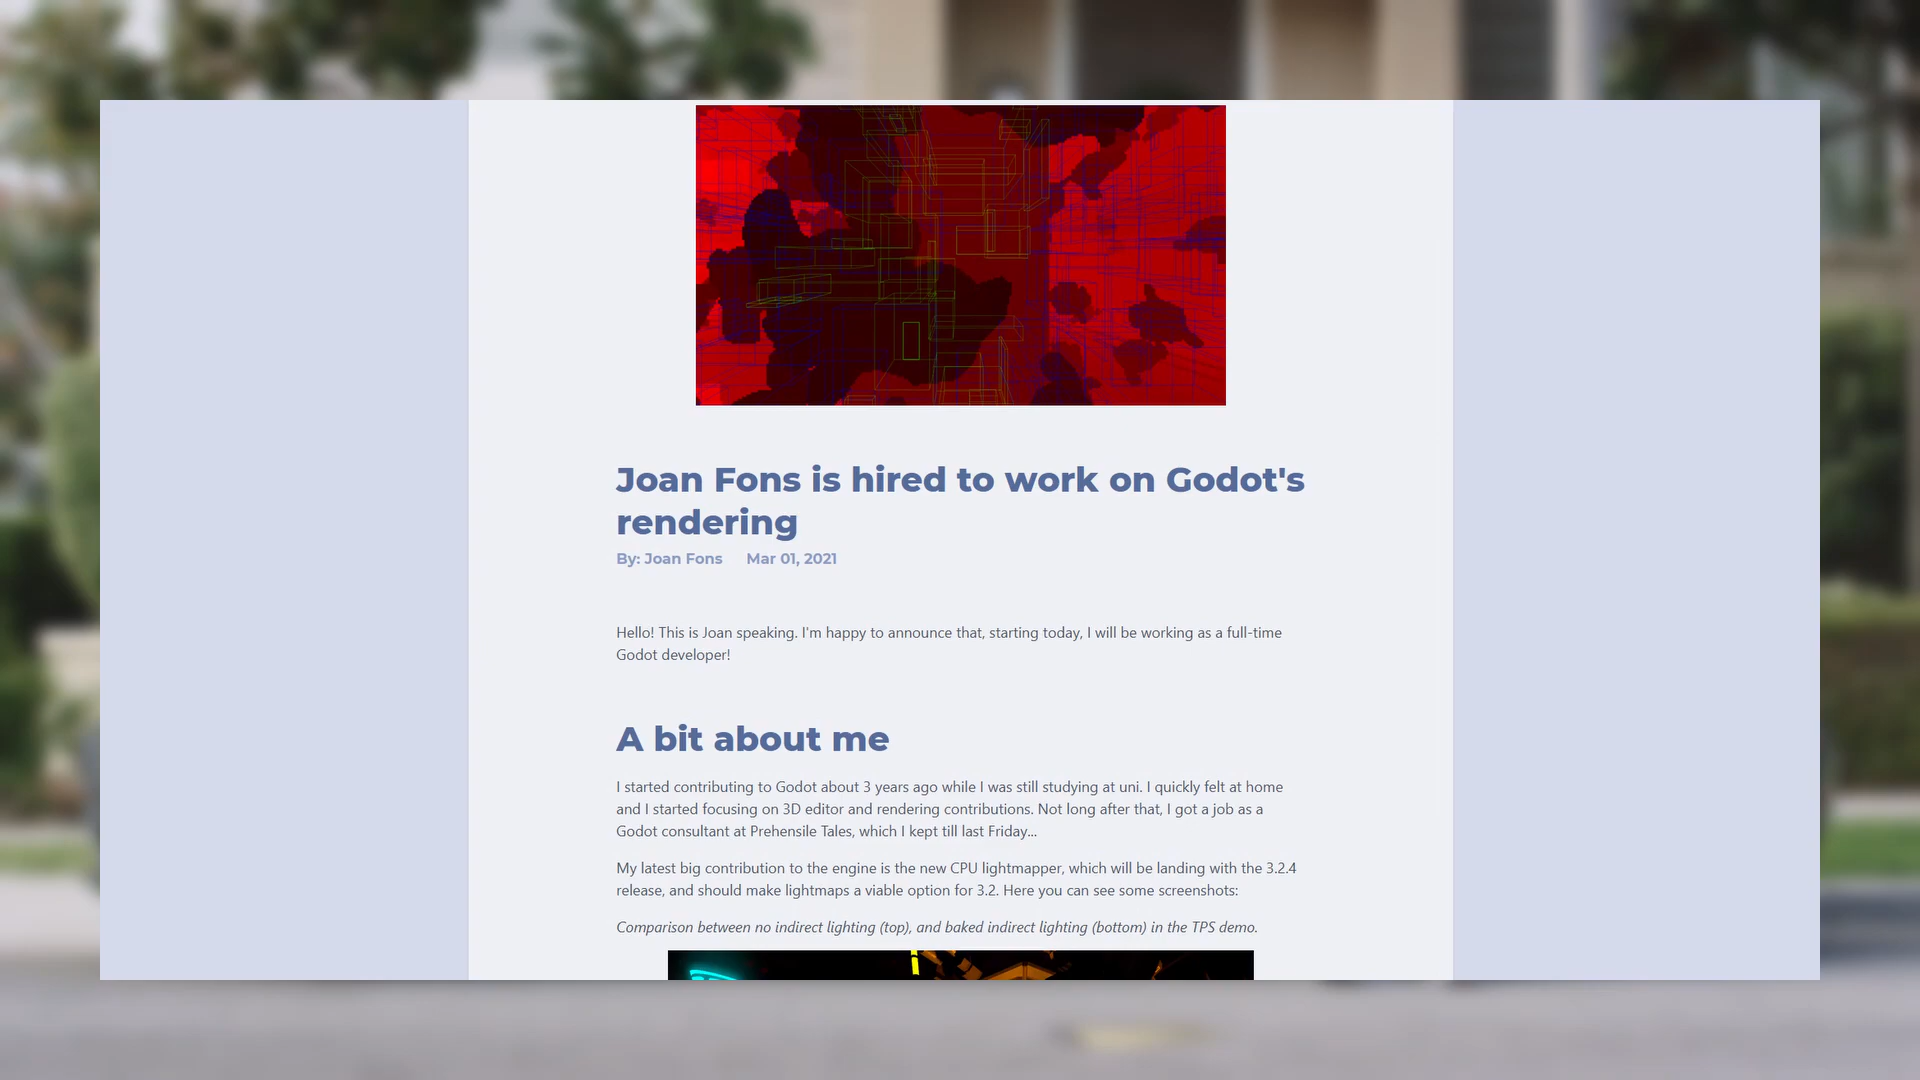 Joan Fons is hired to work on Godot's
rendering
By: Joan Fons Mar 01, 2021
Hello! This is Joan speaking. I'm happy to announce that, starting today, I will be working as a full-time
Godot developer!
A bit about me
I started contributing to Godot about 3 years ago while I was still studying at uni. I quickly felt at home
and I started focusing on 3D editor and rendering contributions. Not long after that, I got a job as a
Godot consultant at Prehensile Tales, which I kept till last Friday...
My latest big contribution to the engine is the new CPU lightmapper, which will be landing with the 3.2.4
release, and should make lightmaps a viable option for 3.2. Here you can see some screenshots:
Comparison between no indirect lighting (top), and baked indirect lighting (bottom) in the TPS demo.